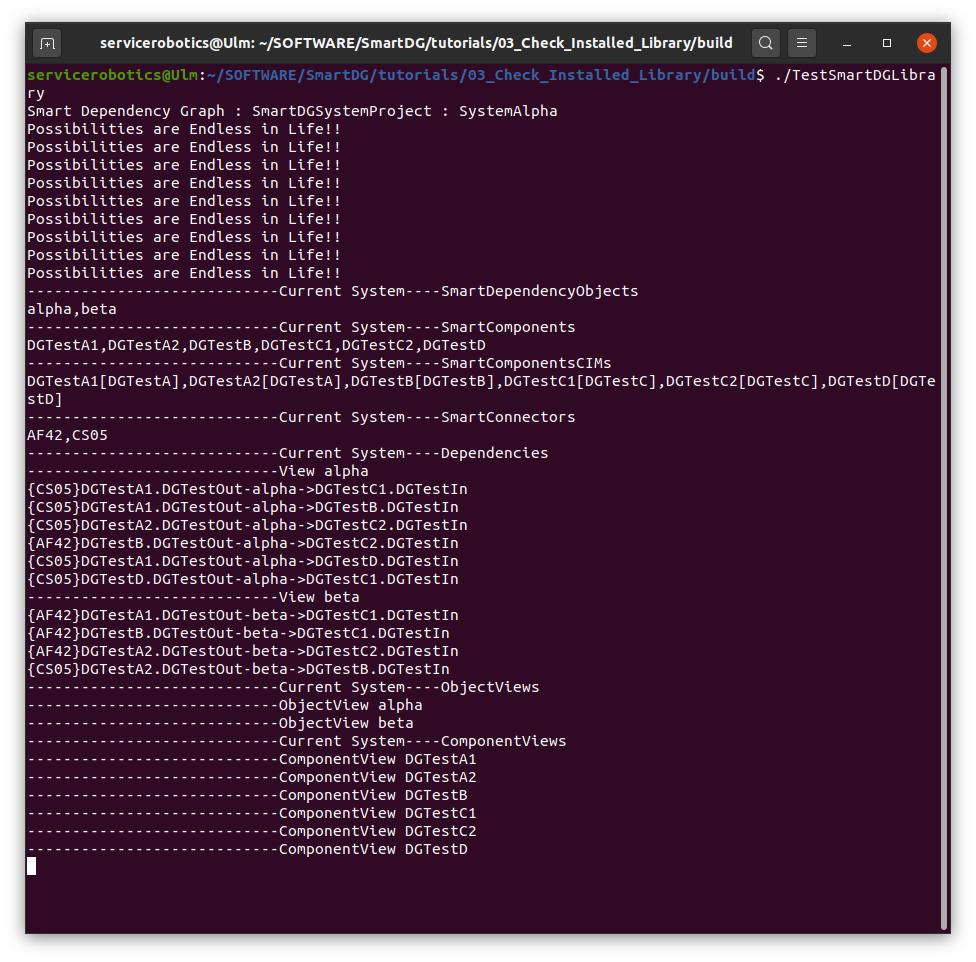 servicerobotics@Ulm: ~/SOFTWARE/SmartDG/tutorials/03_Check_Installed_Library/build
servicerobotics@Ulm:~/SOFTWARE/SmartDG/tutorials/03_Check_Installed_Library/build$ ./TestSmartDGLibra
ry
Smart Dependency Graph : SmartDGSystemProject : SystemAlpha
Possibilities are Endless in Life!!
Possibilities are Endless in Life!!
Possibilities are Endless in Life!!
Possibilities are Endless in Life!!
Possibilities are Endless in Life!!
Possibilities are Endless in Life!!
Possibilities are Endless in Life!!
Possibilities are Endless in Life!!
Possibilities are Endless in Life!!
----------------------------Current System----SmartDependencyObjects
alpha,beta
----------------------------Current System----SmartComponents
DGTestA1,DGTestA2,DGTestB,DGTestC1,DGTestC2,DGTestD
----------------------------Current System----SmartComponentsCIMs
DGTestA1[DGTestA],DGTestA2[DGTestA],DGTestB[DGTestB],DGTestC1[DGTestC],DGTestC2[DGTestC],DGTestD[DGTe
stD]
----------------------------Current System----SmartConnectors
AF42,CS05
----------------------------Current System----Dependencies
----------------------------View alpha
{CS05}DGTestA1.DGTestOut-alpha->DGTestC1.DGTestIn
{CS05}DGTestA1.DGTestOut-alpha->DGTestB.DGTestIn
{CS05}DGTestA2.DGTestOut-alpha->DGTestC2.DGTestIn
{AF42}DGTestB.DGTestOut-alpha->DGTestC2.DGTestIn
{CS05}DGTestA1.DGTestOut-alpha->DGTestD.DGTestIn
{CS05}DGTestD.DGTestOut-alpha->DGTestC1.DGTestIn
----------------------------View beta
{AF42}DGTestA1.DGTestOut-beta->DGTestC1.DGTestIn
{AF42}DGTestB.DGTestOut-beta->DGTestC1.DGTestIn
{AF42}DGTestA2.DGTestOut-beta->DGTestC2.DGTestIn
{CS05}DGTestA2.DGTestOut-beta->DGTestB.DGTestIn
----------------------------Current System----ObjectViews
----------------------------ObjectView alpha
----------------------------ObjectView beta
----------------------------Current System----ComponentViews
----------------------------ComponentView DGTestA1
----------------------------ComponentView DGTestA2
----------------------------ComponentView DGTestB
----------------------------ComponentView DGTestC1
----------------------------ComponentView DGTestC2
----------------------------ComponentView DGTestD